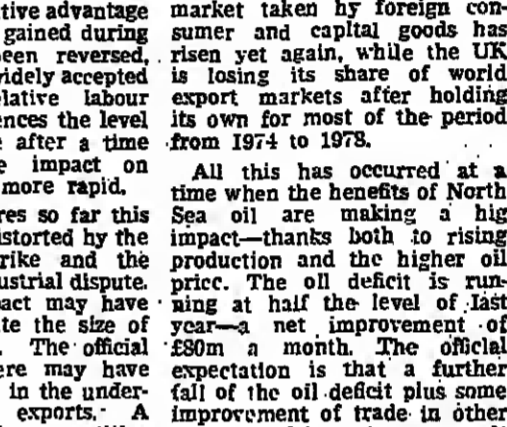 tive advantage
gained during
een reversed,
videly accepted
lative labour
ences the level
after a time
e impact on
more rapid.
res so far this
istorted by the
rike and the
ustrial dispute.
act may have
te the size of
. The official
ere may have
in the under-
exports. A
market taken by foreign con-
sumer and capital goods has
risen yet again, while the UK
is losing its share of world
export markets after holding
its own for most of the period
from 1974 to 1978.
All this has occurred at a
time when the benefits of North
Sea oil are making a big
impact—thanks both to rising
production and the higher oil
price. The oil deficit is run-
ning at half the level of last
year—a net improvement of
£80m a month. The official
expectation is that a further
fall of the oil deficit plus some
improvement of trade in other